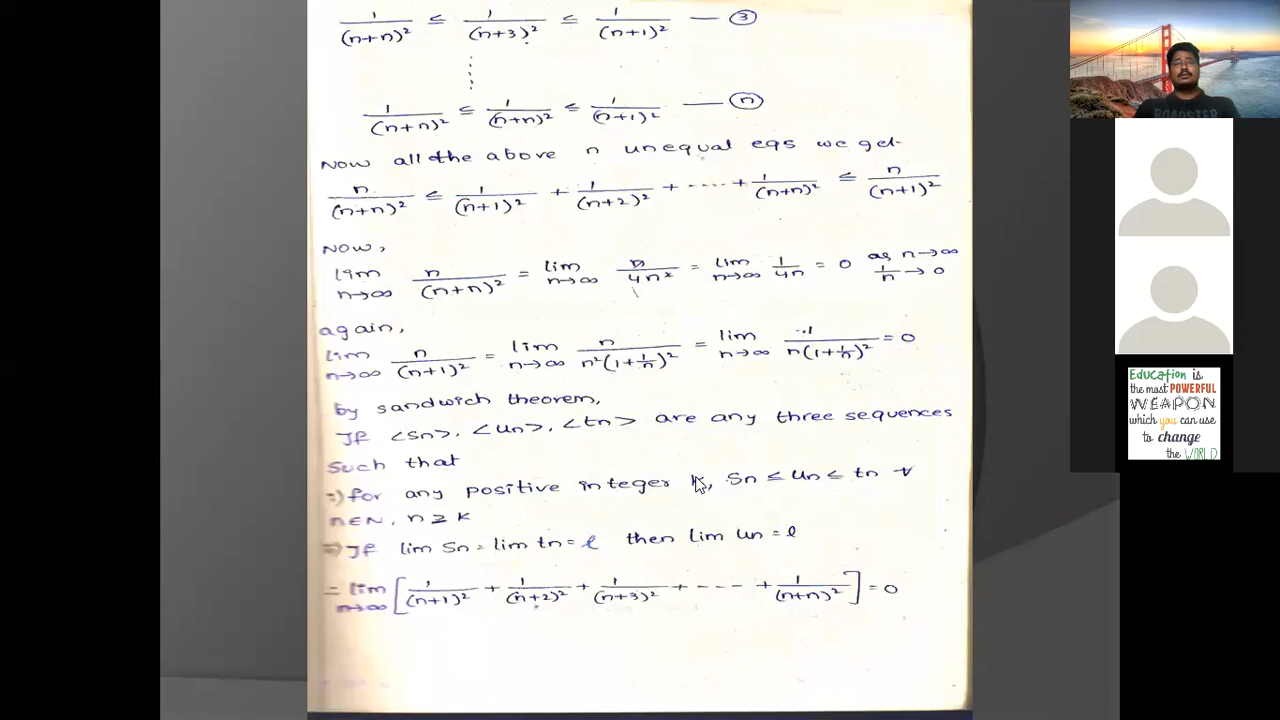 1/(n+n)² ≤ 1/(n+3)² ≤ 1/(n+1)² — ③
⋮
1/(n+n)² ≤ 1/(n+n)² ≤ 1/(n+1)² — ⓝ
Now all the above n unequal eqs we get
n/(n+n)² ≤ 1/(n+1)² + 1/(n+2)² + ---- + 1/(n+n)² ≤ n/(n+1)²
Now,
lim n→∞ n/(n+n)² = lim n→∞ n/4n² = lim n→∞ 1/4n = 0 as n→∞ 1/n → 0
again,
lim n→∞ n/(n+1)² = lim n→∞ n/n²(1+1/n)² = lim n→∞ 1/n(1+1/n)² = 0
by sandwich theorem,
If <sn>, <un>, <tn> are any three sequences
Such that
for any positive integer k, Sn ≤ Un ≤ tn ∀
n∈N, n ≥ k
If lim Sn = lim tn = l then lim un = l
= lim n→∞ [1/(n+1)² + 1/(n+2)² + 1/(n+3)² + ---- + 1/(n+n)²] = 0
ROADSTER
Education is
the most POWERFUL
WEAPON
which you can use
to change
the WORLD